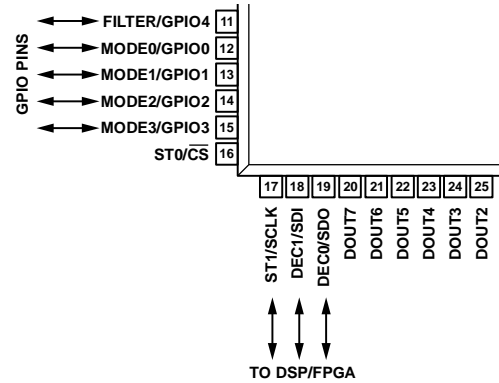 GPIO PINS
FILTER/GPIO4 11
MODE0/GPIO0 12
MODE1/GPIO1 13
MODE2/GPIO2 14
MODE3/GPIO3 15
ST0/C̅S̅ 16
17 18 19 20 21 22 23 24 25
ST1/SCLK
DEC1/SDI
DEC0/SDO
DOUT7
DOUT6
DOUT5
DOUT4
DOUT3
DOUT2
TO DSP/FPGA